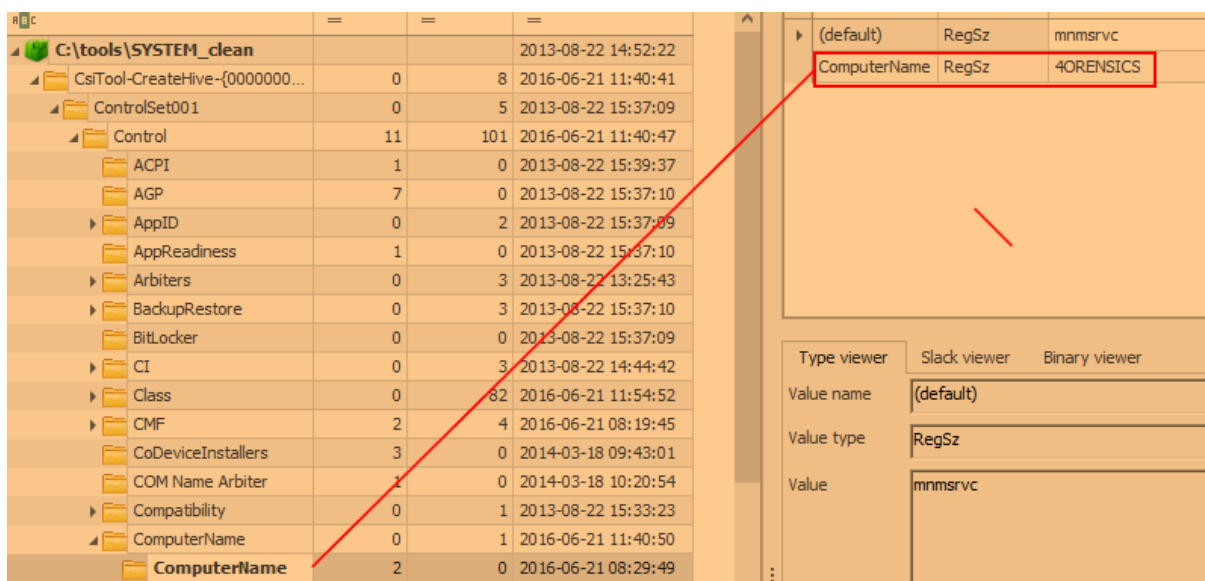 ABC = = =
C:\tools\SYSTEM_clean 2013-08-22 14:52:22
CsiTool-CreateHive-{0000000... 0 8 2016-06-21 11:40:41
ControlSet001 0 5 2013-08-22 15:37:09
Control 11 101 2016-06-21 11:40:47
ACPI 1 0 2013-08-22 15:39:37
AGP 7 0 2013-08-22 15:37:10
AppID 0 2 2013-08-22 15:37:09
AppReadiness 1 0 2013-08-22 15:37:10
Arbiters 0 3 2013-08-22 13:25:43
BackupRestore 0 3 2013-08-22 15:37:10
BitLocker 0 0 2013-08-22 15:37:09
CI 0 3 2013-08-22 14:44:42
Class 0 82 2016-06-21 11:54:52
CMF 2 4 2016-06-21 08:19:45
CoDeviceInstallers 3 0 2014-03-18 09:43:01
COM Name Arbiter 1 0 2014-03-18 10:20:54
Compatibility 0 1 2013-08-22 15:33:23
ComputerName 0 1 2016-06-21 11:40:50
ComputerName 2 0 2016-06-21 08:29:49
(default) RegSz mnmsrvc
ComputerName RegSz 4ORENSICS
Type viewer Slack viewer Binary viewer
Value name (default)
Value type RegSz
Value mnmsrvc